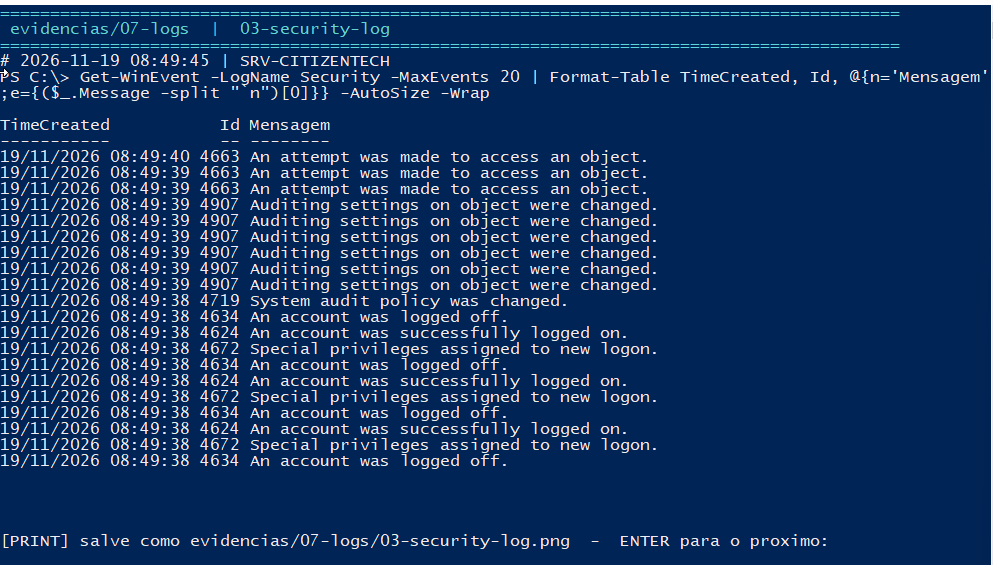 ==========================================================================================
evidencias/07-logs | 03-security-log
==========================================================================================
# 2026-11-19 08:49:45 | SRV-CITIZENTECH
PS C:\> Get-WinEvent -LogName Security -MaxEvents 20 | Format-Table TimeCreated, Id, @{n='Mensagem'
;e={($_.Message -split "`n")[0]}} -AutoSize -Wrap
TimeCreated Id Mensagem
----------- -- --------
19/11/2026 08:49:40 4663 An attempt was made to access an object.
19/11/2026 08:49:39 4663 An attempt was made to access an object.
19/11/2026 08:49:39 4663 An attempt was made to access an object.
19/11/2026 08:49:39 4907 Auditing settings on object were changed.
19/11/2026 08:49:39 4907 Auditing settings on object were changed.
19/11/2026 08:49:39 4907 Auditing settings on object were changed.
19/11/2026 08:49:39 4907 Auditing settings on object were changed.
19/11/2026 08:49:39 4907 Auditing settings on object were changed.
19/11/2026 08:49:39 4907 Auditing settings on object were changed.
19/11/2026 08:49:38 4719 System audit policy was changed.
19/11/2026 08:49:38 4634 An account was logged off.
19/11/2026 08:49:38 4624 An account was successfully logged on.
19/11/2026 08:49:38 4672 Special privileges assigned to new logon.
19/11/2026 08:49:38 4634 An account was logged off.
19/11/2026 08:49:38 4624 An account was successfully logged on.
19/11/2026 08:49:38 4672 Special privileges assigned to new logon.
19/11/2026 08:49:38 4634 An account was logged off.
19/11/2026 08:49:38 4624 An account was successfully logged on.
19/11/2026 08:49:38 4672 Special privileges assigned to new logon.
19/11/2026 08:49:38 4634 An account was logged off.
[PRINT] salve como evidencias/07-logs/03-security-log.png - ENTER para o proximo: